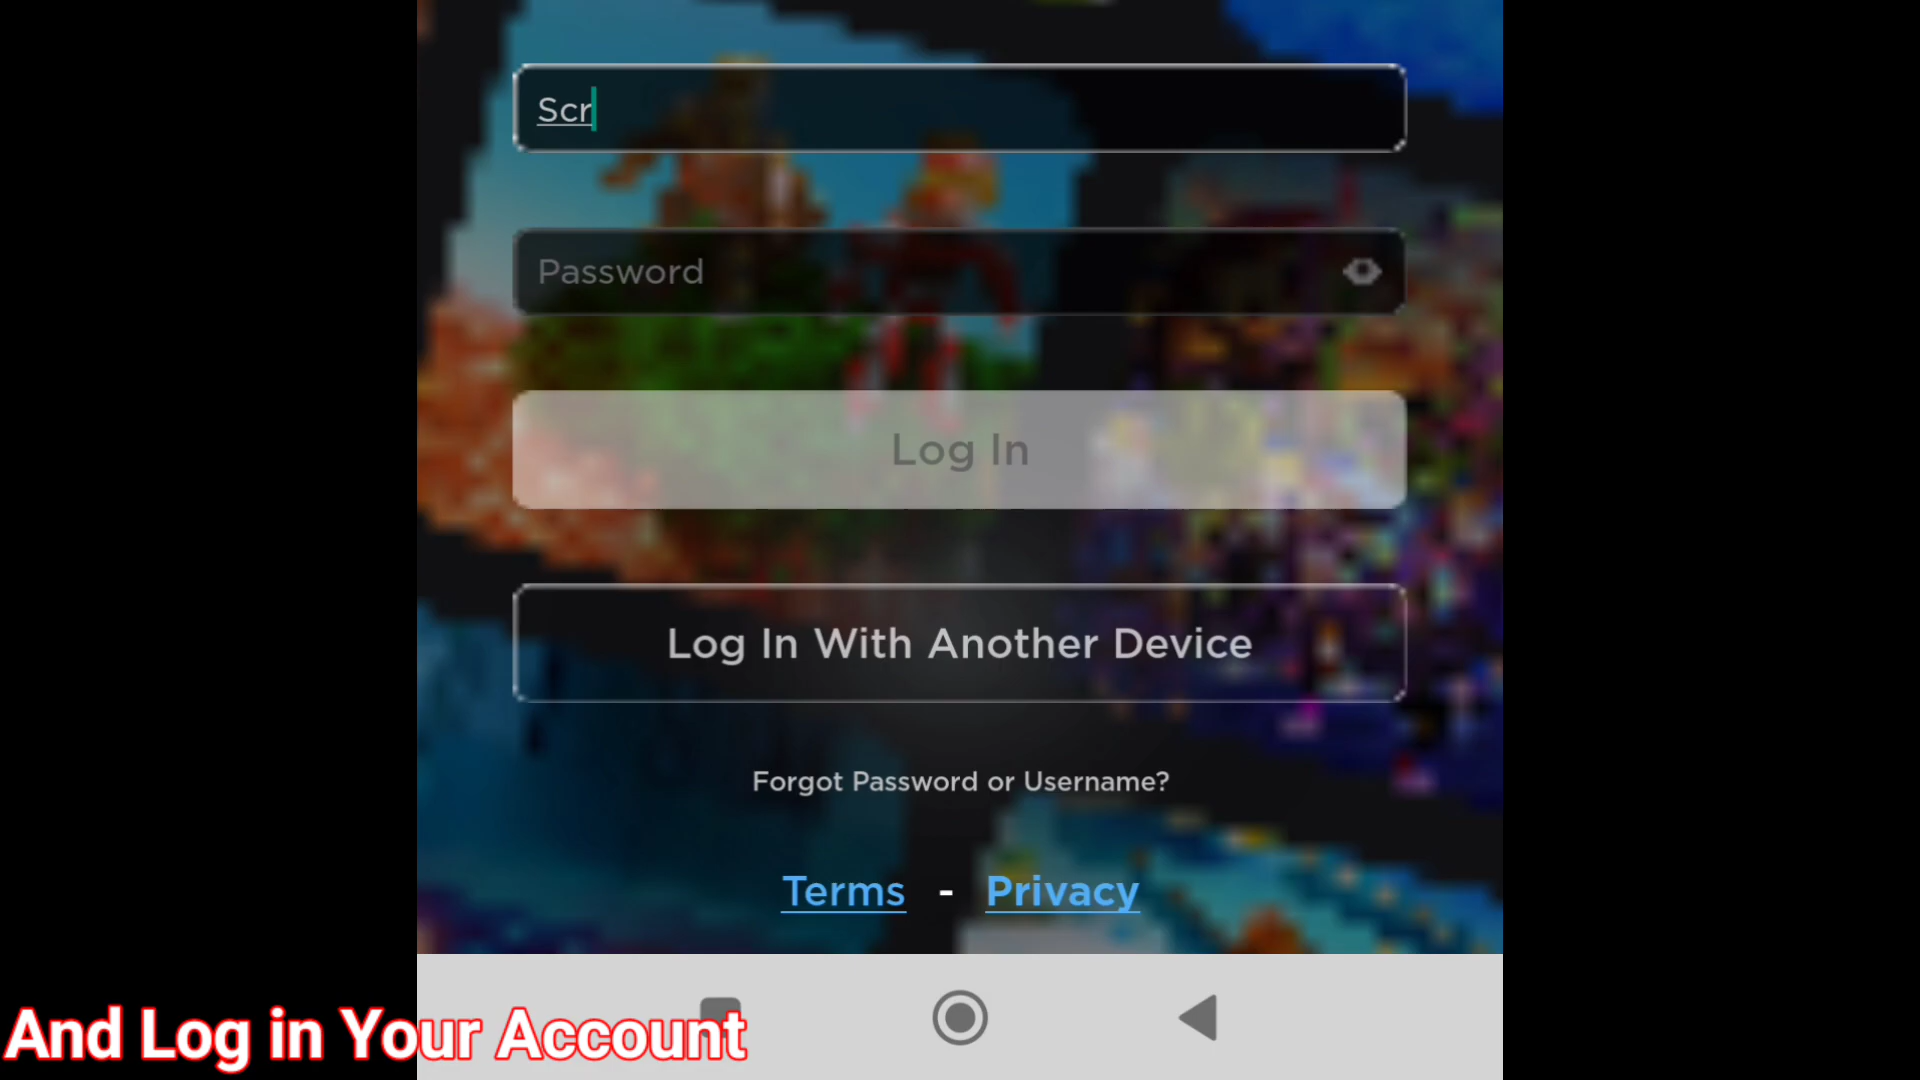 Scr
Password
Log In
Log In With Another Device
Forgot Password or Username?
Terms - Privacy
And Log in Your Account